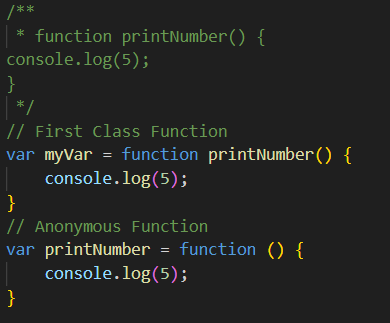 /**
 * function printNumber() {
console.log(5);
}
 */
// First Class Function
var myVar = function printNumber() {
    console.log(5);
}
// Anonymous Function
var printNumber = function () {
    console.log(5);
}